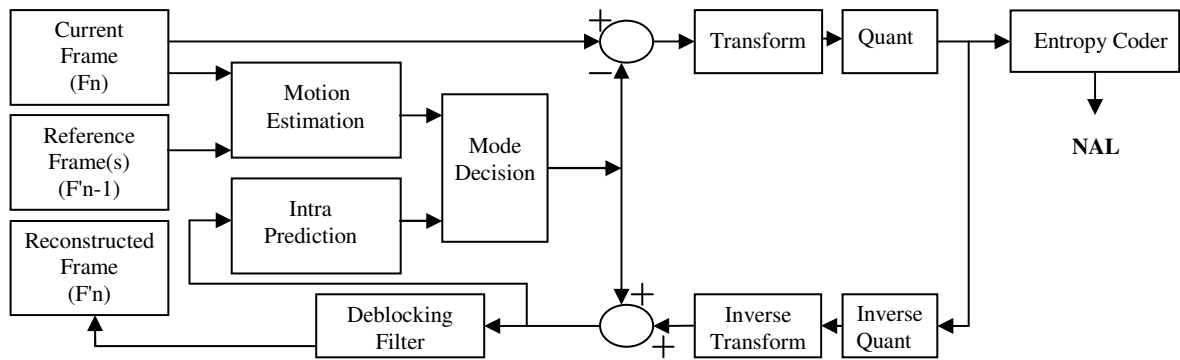 Current
Frame
(Fn)
+
−
Transform
Quant
Entropy Coder
NAL
Motion
Estimation
Reference
Frame(s)
(F'n-1)
Mode
Decision
Intra
Prediction
Reconstructed
Frame
(F'n)
Deblocking
Filter
+
+
Inverse
Transform
Inverse
Quant